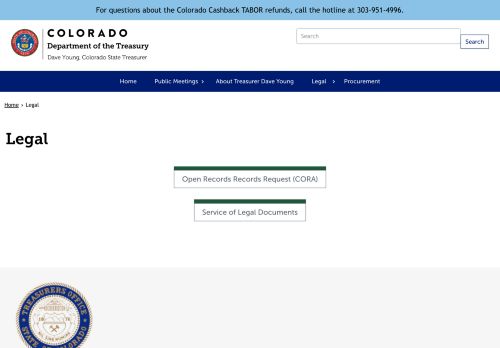 For questions about the Colorado Cashback TABOR refunds, call the hotline at 303-951-4996.
COLORADO
Department of the Treasury
Dave Young, Colorado State Treasurer
Search
Search
Home
Public Meetings ›
About Treasurer Dave Young
Legal ›
Procurement
Home › Legal
Legal
Open Records Records Request (CORA)
Service of Legal Documents
TREASURERS OFFICE
STATE COLORADO